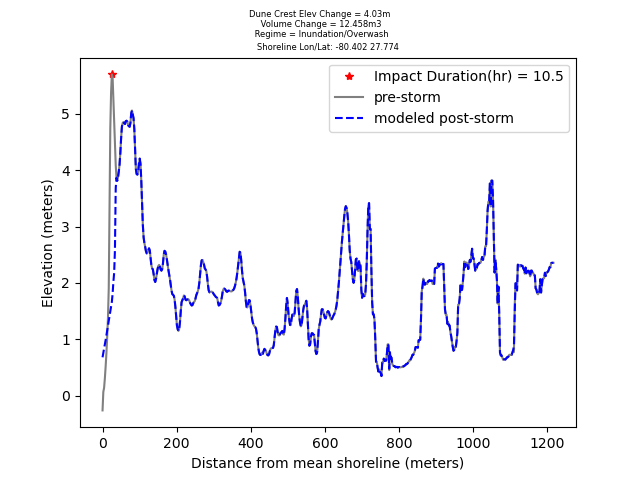 Dune Crest Elev Change = 4.03m
Volume Change = 12.458m3
Regime = Inundation/Overwash
Shoreline Lon/Lat: -80.402 27.774
Impact Duration(hr) = 10.5
pre-storm
modeled post-storm
Elevation (meters)
5
4
3
2
1
0
0 200 400 600 800 1000 1200
Distance from mean shoreline (meters)